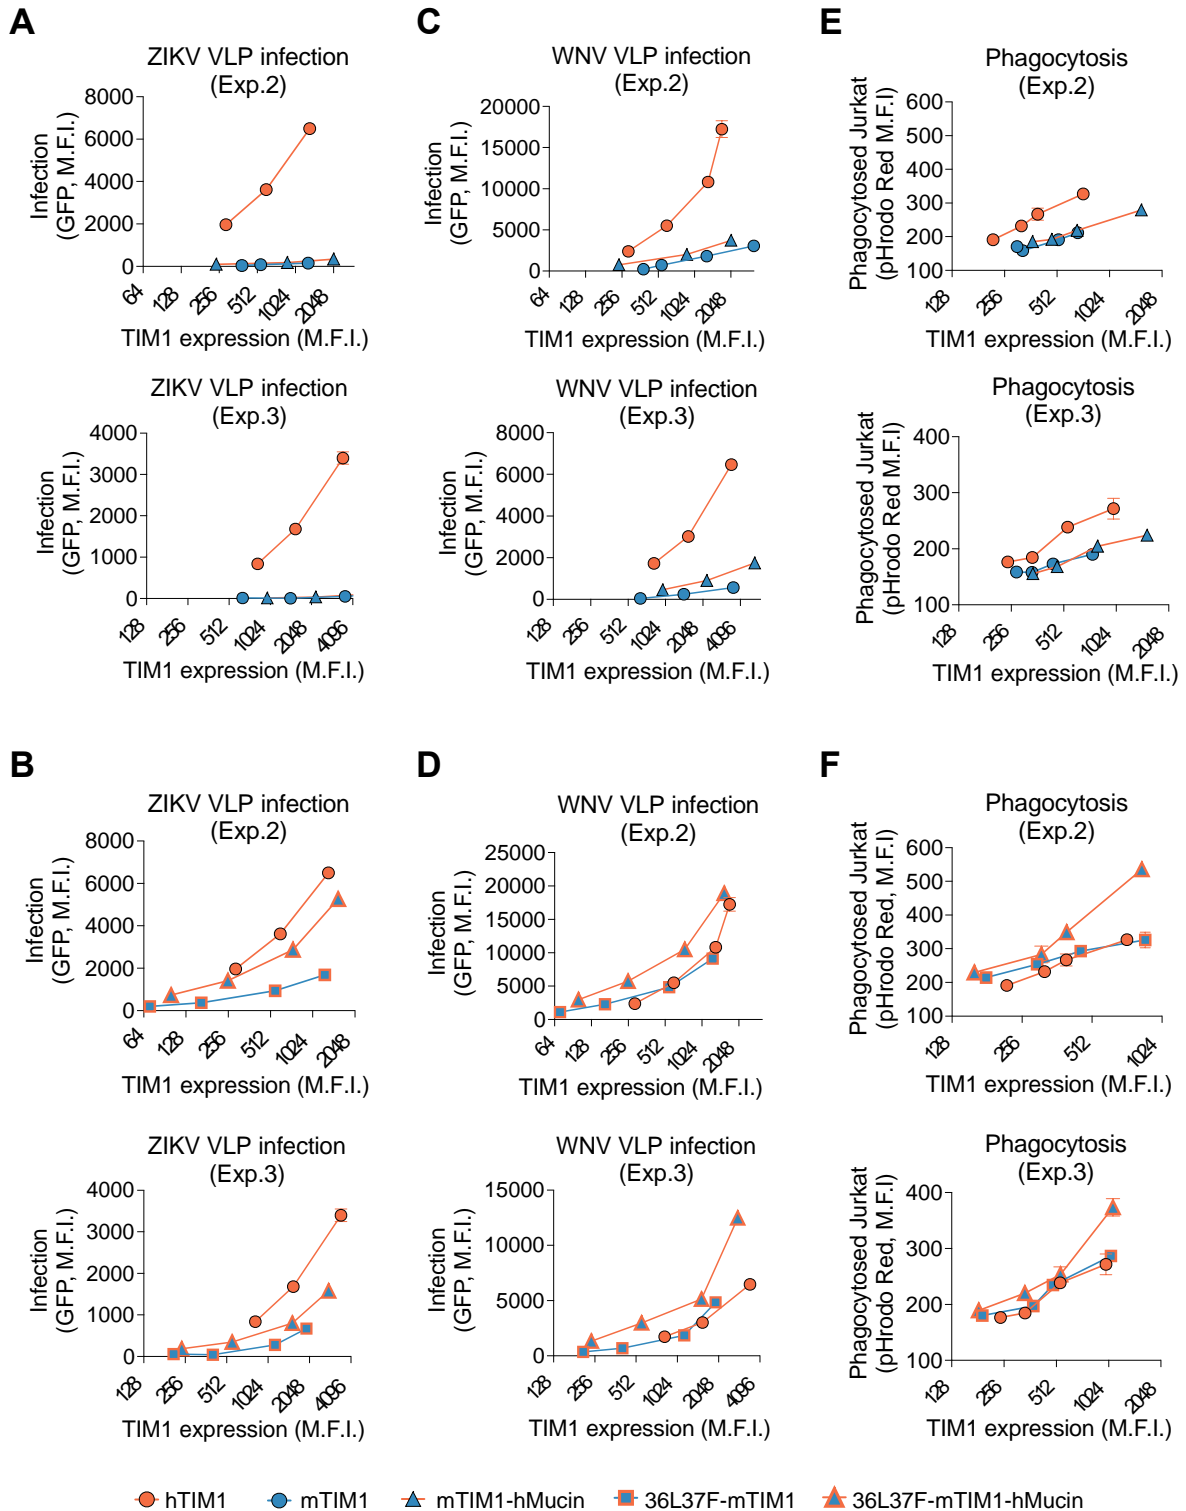 A
ZIKV VLP infection
(Exp.2)
Infection
(GFP, M.F.I.)
8000
6000
4000
2000
0
64
128
256
512
1024
2048
TIM1 expression (M.F.I.)
ZIKV VLP infection
(Exp.3)
Infection
(GFP, M.F.I.)
4000
3000
2000
1000
0
128
256
512
1024
2048
4096
TIM1 expression (M.F.I.)
C
WNV VLP infection
(Exp.2)
Infection
(GFP, M.F.I.)
20000
15000
10000
5000
0
64
128
256
512
1024
2048
TIM1 expression (M.F.I.)
WNV VLP infection
(Exp.3)
Infection
(GFP, M.F.I.)
8000
6000
4000
2000
0
128
256
512
1024
2048
4096
TIM1 expression (M.F.I.)
E
Phagocytosis
(Exp.2)
Phagocytosed Jurkat
(pHrodo Red M.F.I)
600
500
400
300
200
100
128
256
512
1024
2048
TIM1 expression (M.F.I.)
Phagocytosis
(Exp.3)
Phagocytosed Jurkat
(pHrodo Red M.F.I)
400
300
200
100
128
256
512
1024
2048
TIM1 expression (M.F.I.)
B
ZIKV VLP infection
(Exp.2)
Infection
(GFP, M.F.I.)
8000
6000
4000
2000
0
64
128
256
512
1024
2048
TIM1 expression (M.F.I.)
ZIKV VLP infection
(Exp.3)
Infection
(GFP, M.F.I.)
4000
3000
2000
1000
0
128
256
512
1024
2048
4096
TIM1 expression (M.F.I.)
D
WNV VLP infection
(Exp.2)
Infection
(GFP, M.F.I.)
25000
20000
15000
10000
5000
0
64
128
256
512
1024
2048
TIM1 expression (M.F.I.)
WNV VLP infection
(Exp.3)
Infection
(GFP, M.F.I.)
15000
10000
5000
0
128
256
512
1024
2048
4096
TIM1 expression (M.F.I.)
F
Phagocytosis
(Exp.2)
Phagocytosed Jurkat
(pHrodo Red, M.F.I)
600
500
400
300
200
100
128
256
512
1024
TIM1 expression (M.F.I.)
Phagocytosis
(Exp.3)
Phagocytosed Jurkat
(pHrodo Red, M.F.I)
400
300
200
100
128
256
512
1024
2048
TIM1 expression (M.F.I.)
hTIM1 mTIM1 mTIM1-hMucin 36L37F-mTIM1 36L37F-mTIM1-hMucin